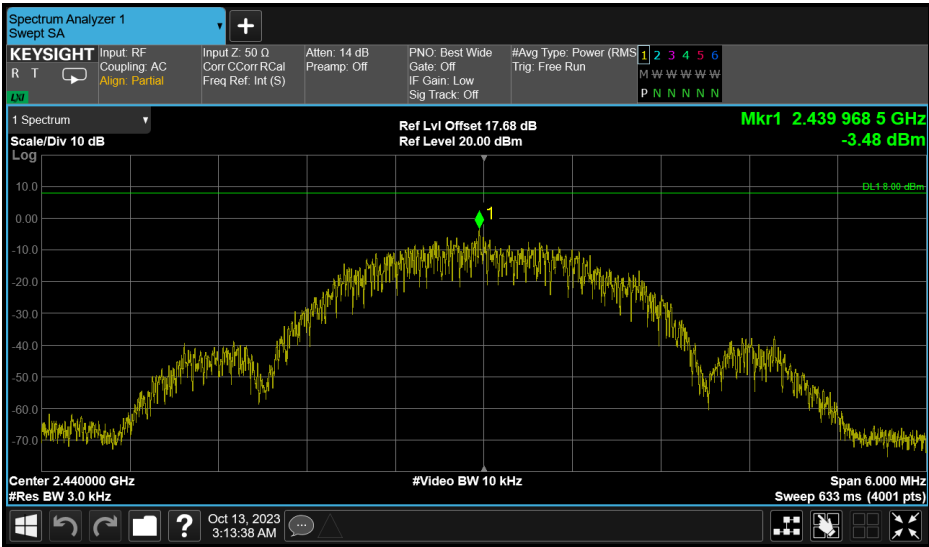 Spectrum Analyzer 1
Swept SA
KEYSIGHT
R T
LXI
Input: RF
Coupling: AC
Align: Partial
Input Z: 50 Ω
Corr CCorr RCal
Freq Ref: Int (S)
Atten: 14 dB
Preamp: Off
PNO: Best Wide
Gate: Off
IF Gain: Low
Sig Track: Off
#Avg Type: Power (RMS
Trig: Free Run
1 2 3 4 5 6
M W W W W W
P N N N N N
1 Spectrum
Scale/Div 10 dB
Log
Ref Lvl Offset 17.68 dB
Ref Level 20.00 dBm
Mkr1 2.439 968 5 GHz
-3.48 dBm
10.0
DL1 8.00 dBm
1
0.00
-10.0
-20.0
-30.0
-40.0
-50.0
-60.0
-70.0
Center 2.440000 GHz
#Video BW 10 kHz
Span 6.000 MHz
#Res BW 3.0 kHz
Sweep 633 ms (4001 pts)
?
Oct 13, 2023
3:13:38 AM